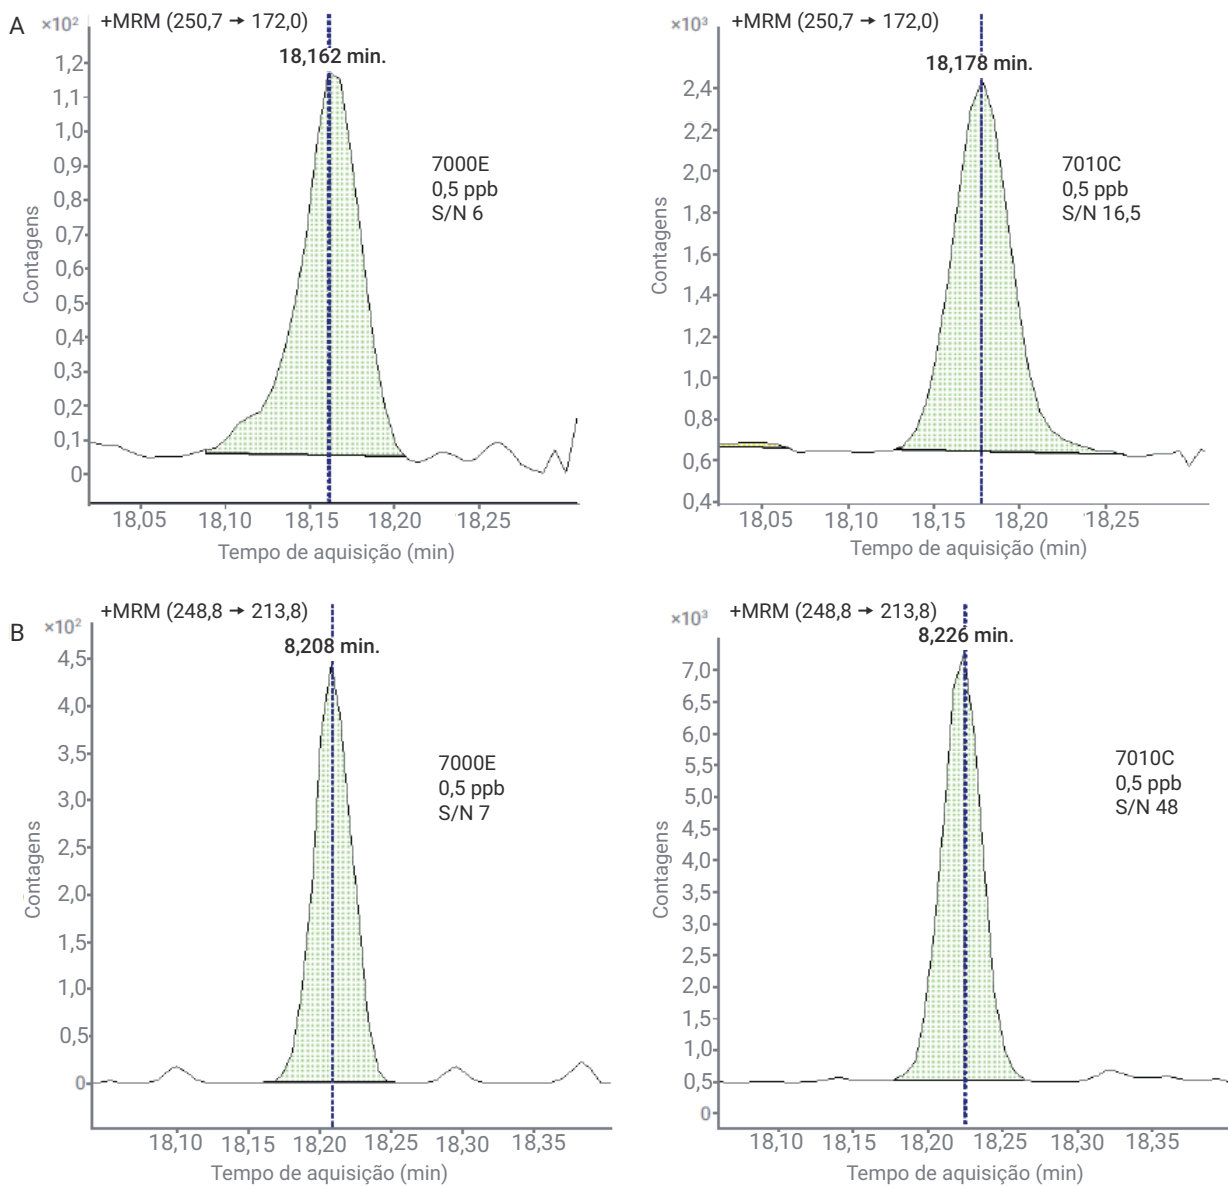 A
×10²
+MRM (250,7 → 172,0)
18,162 min.
1,2
1,1
1,0
0,9
0,8
0,7
0,6
0,5
0,4
0,3
0,2
0,1
0
Contagens
7000E
0,5 ppb
S/N 6
18,05
18,10
18,15
18,20
18,25
Tempo de aquisição (min)
×10³
+MRM (250,7 → 172,0)
18,178 min.
2,4
2,2
2,0
1,8
1,6
1,4
1,2
1,0
0,8
0,6
0,4
Contagens
7010C
0,5 ppb
S/N 16,5
18,05
18,10
18,15
18,20
18,25
Tempo de aquisição (min)
B
×10²
+MRM (248,8 → 213,8)
8,208 min.
4,5
4,0
3,5
3,0
2,5
2,0
1,5
1,0
0,5
0
Contagens
7000E
0,5 ppb
S/N 7
18,10
18,15
18,20
18,25
18,30
18,35
Tempo de aquisição (min)
×10³
+MRM (248,8 → 213,8)
8,226 min.
7,0
6,5
6,0
5,5
5,0
4,5
4,0
3,5
3,0
2,5
2,0
1,5
1,0
0,5
0
Contagens
7010C
0,5 ppb
S/N 48
18,10
18,15
18,20
18,25
18,30
18,35
Tempo de aquisição (min)